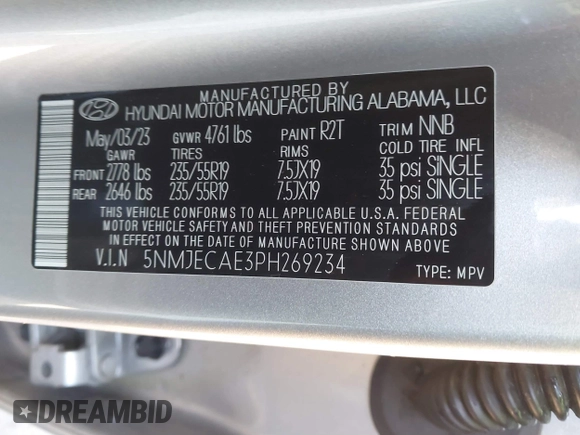 MANUFACTURED BY
HYUNDAI MOTOR MANUFACTURING ALABAMA, LLC
May/03/23 GVWR 4761 lbs PAINT R2T TRIM NNB
GAWR TIRES RIMS COLD TIRE INFL
FRONT 2778 lbs 235/55R19 7.5JX19 35 psi SINGLE
REAR 2646 lbs 235/55R19 7.5JX19 35 psi SINGLE
THIS VEHICLE CONFORMS TO ALL APPLICABLE U.S.A. FEDERAL
MOTOR VEHICLE SAFETY AND THEFT PREVENTION STANDARDS
IN EFFECT ON THE DATE OF MANUFACTURE SHOWN ABOVE.
V.I.N 5NMJECAE3PH269234 TYPE: MPV
DREAMBID